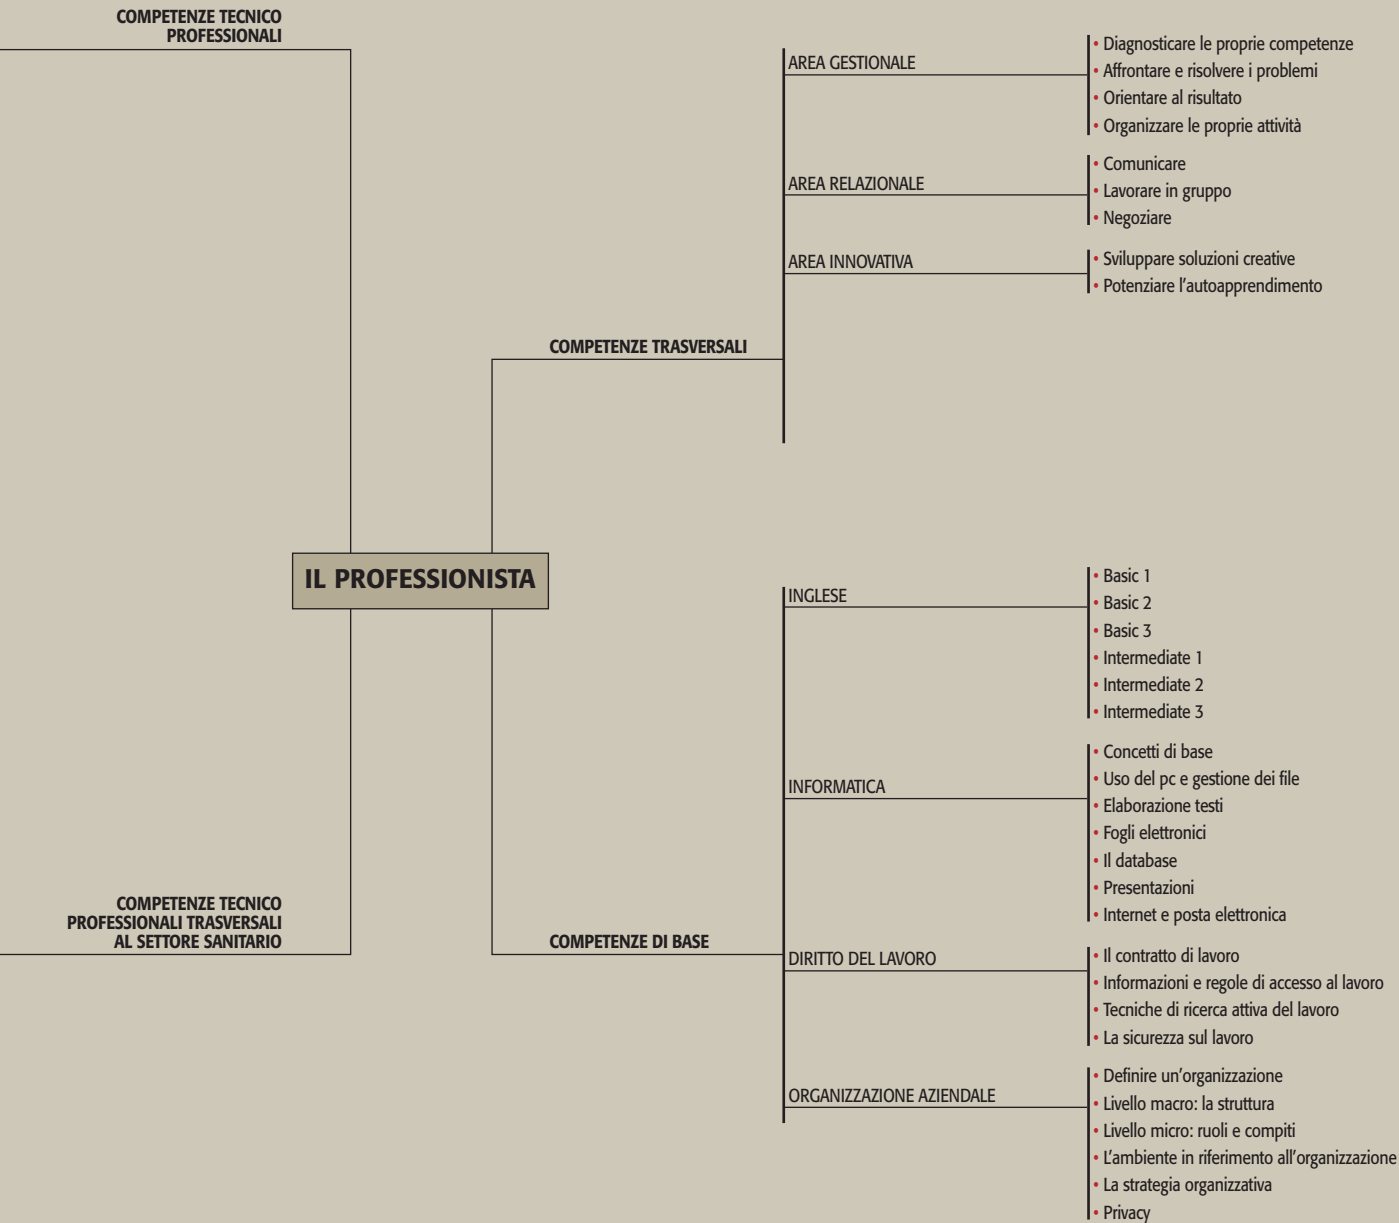 COMPETENZE TECNICO
PROFESSIONALI
AREA GESTIONALE
• Diagnosticare le proprie competenze
• Affrontare e risolvere i problemi
• Orientare al risultato
• Organizzare le proprie attività
AREA RELAZIONALE
• Comunicare
• Lavorare in gruppo
• Negoziare
AREA INNOVATIVA
• Sviluppare soluzioni creative
• Potenziare l'autoapprendimento
COMPETENZE TRASVERSALI
IL PROFESSIONISTA
INGLESE
• Basic 1
• Basic 2
• Basic 3
• Intermediate 1
• Intermediate 2
• Intermediate 3
INFORMATICA
• Concetti di base
• Uso del pc e gestione dei file
• Elaborazione testi
• Fogli elettronici
• Il database
• Presentazioni
• Internet e posta elettronica
COMPETENZE TECNICO
PROFESSIONALI TRASVERSALI
AL SETTORE SANITARIO
COMPETENZE DI BASE
DIRITTO DEL LAVORO
• Il contratto di lavoro
• Informazioni e regole di accesso al lavoro
• Tecniche di ricerca attiva del lavoro
• La sicurezza sul lavoro
ORGANIZZAZIONE AZIENDALE
• Definire un'organizzazione
• Livello macro: la struttura
• Livello micro: ruoli e compiti
• L'ambiente in riferimento all'organizzazione
• La strategia organizzativa
• Privacy